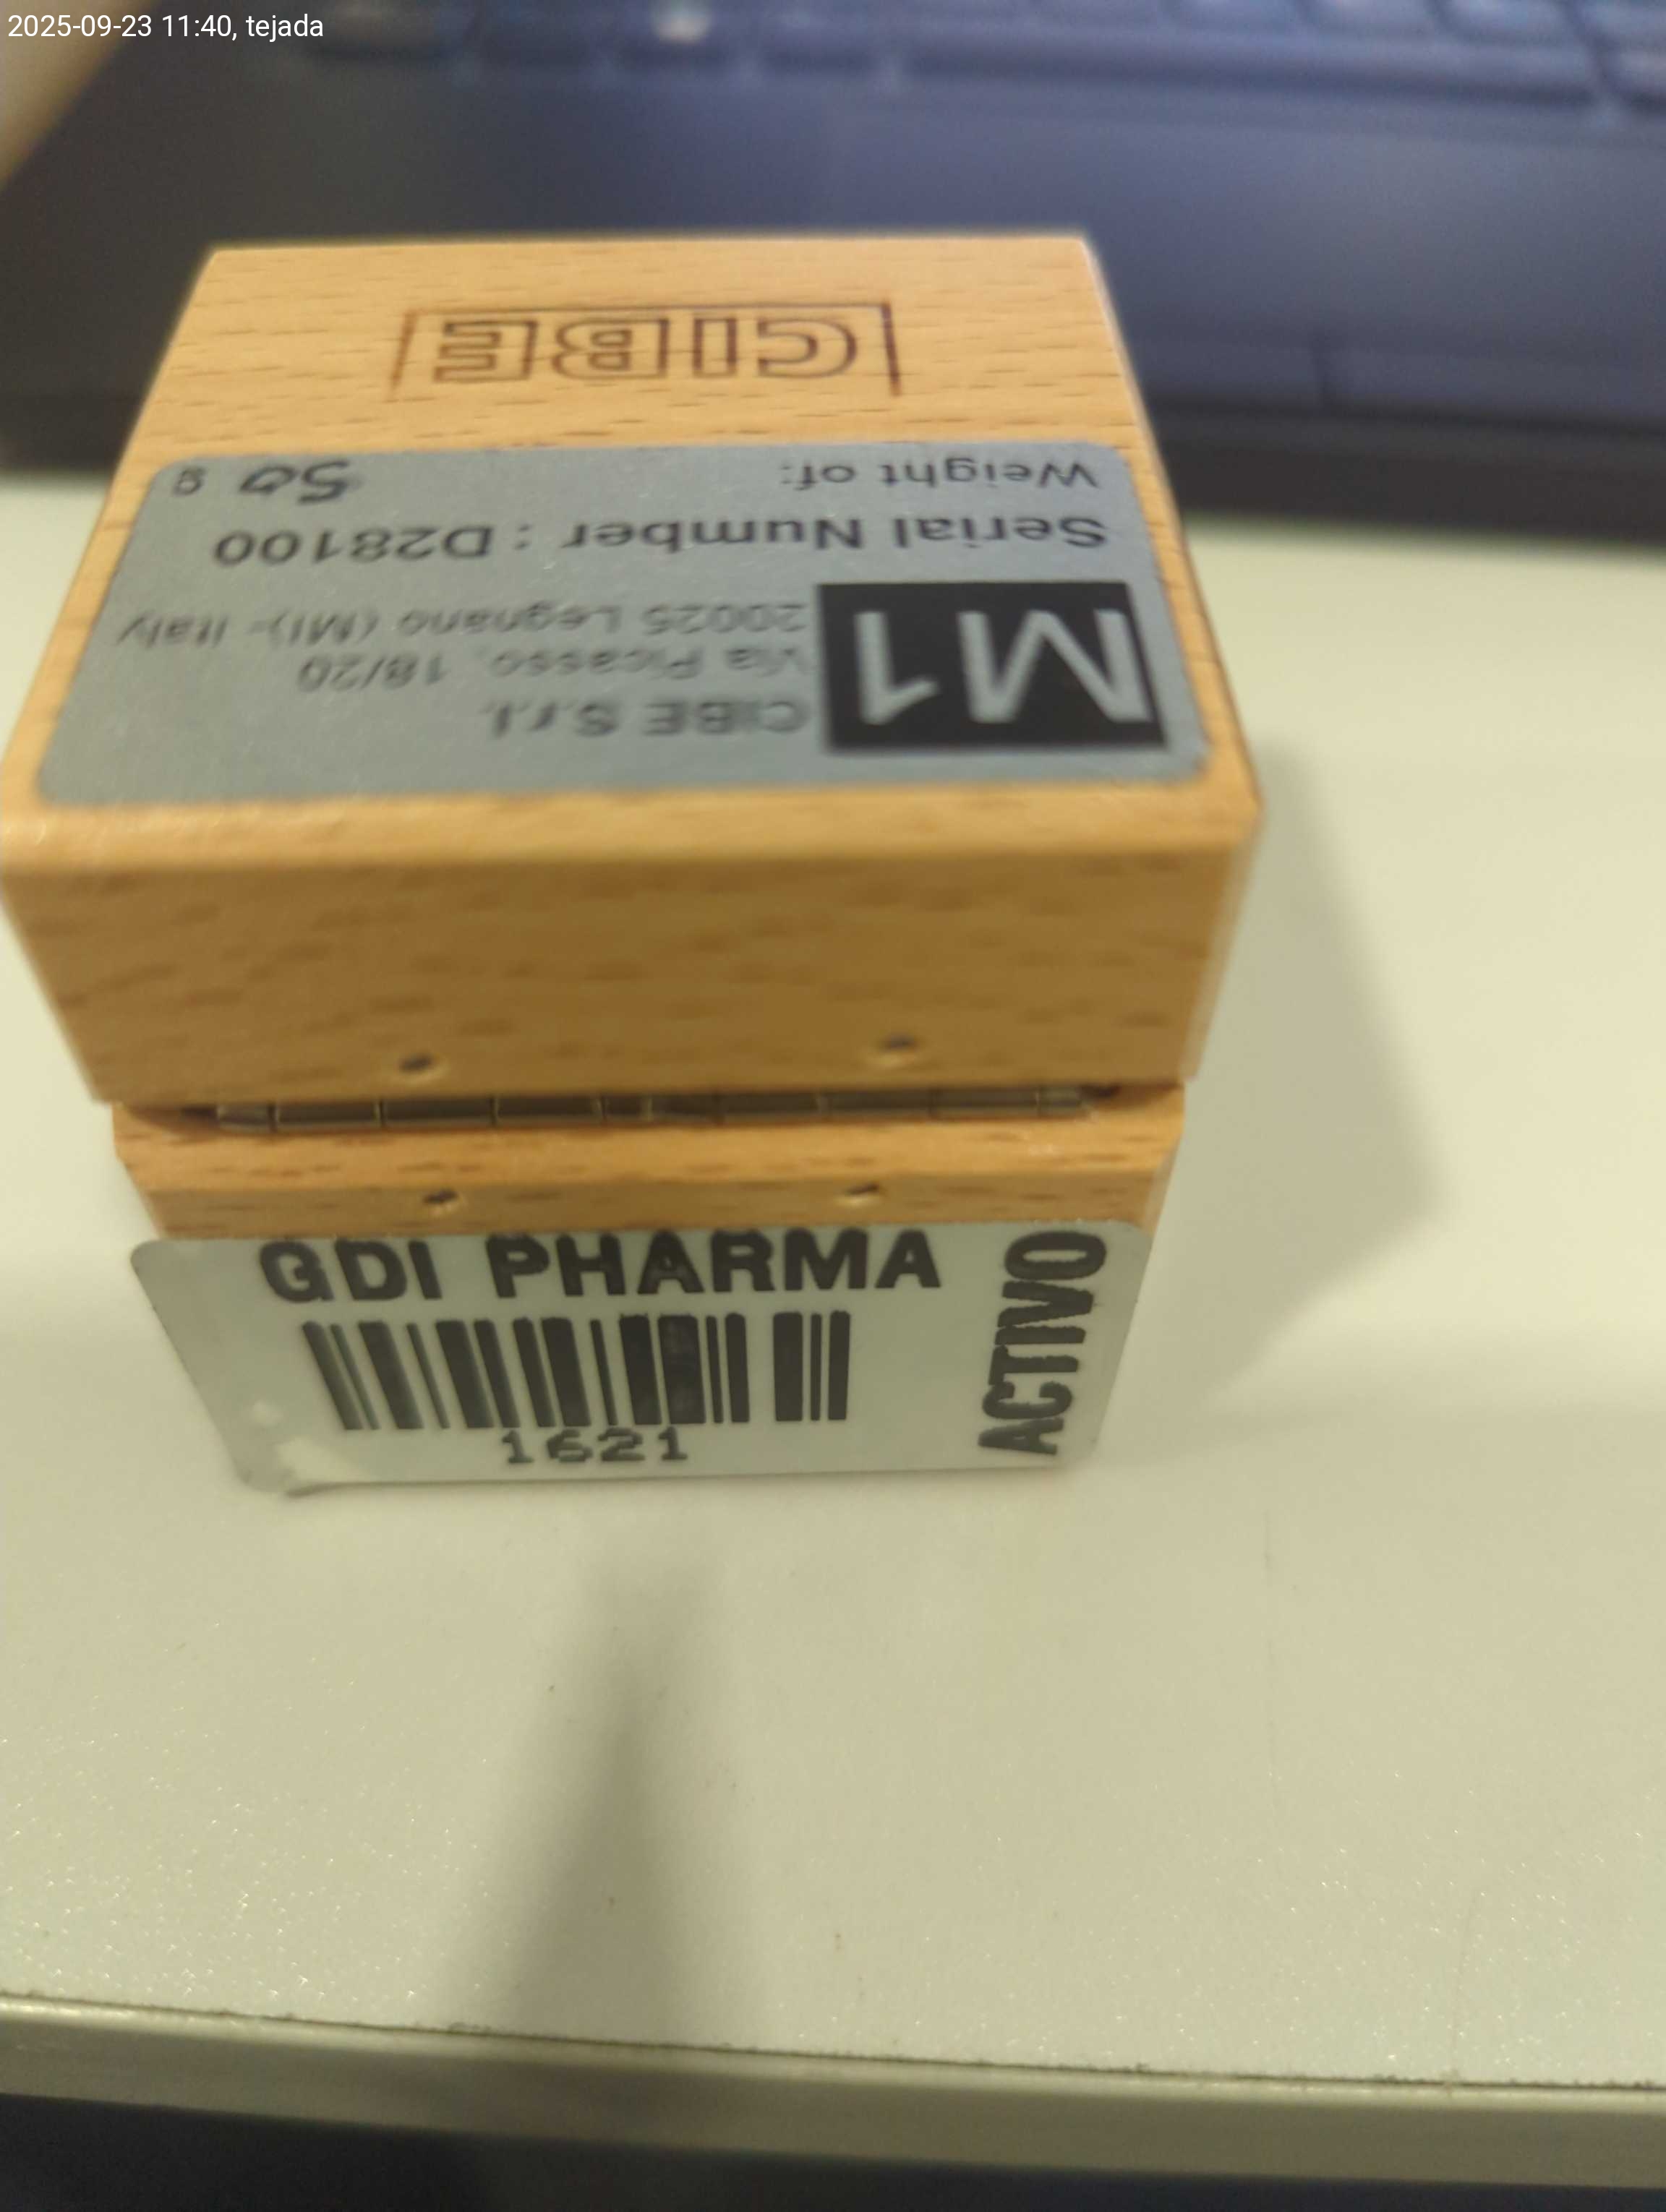 2025-09-23 11:40, tejada
CIBE
M1
CIBE S.r.l.
Via Picasso, 18/20
20025 Legnano (MI)- Italy
Serial Number : D28100
Weight of: 50 g
GDI PHARMA
1621
ACTIVO